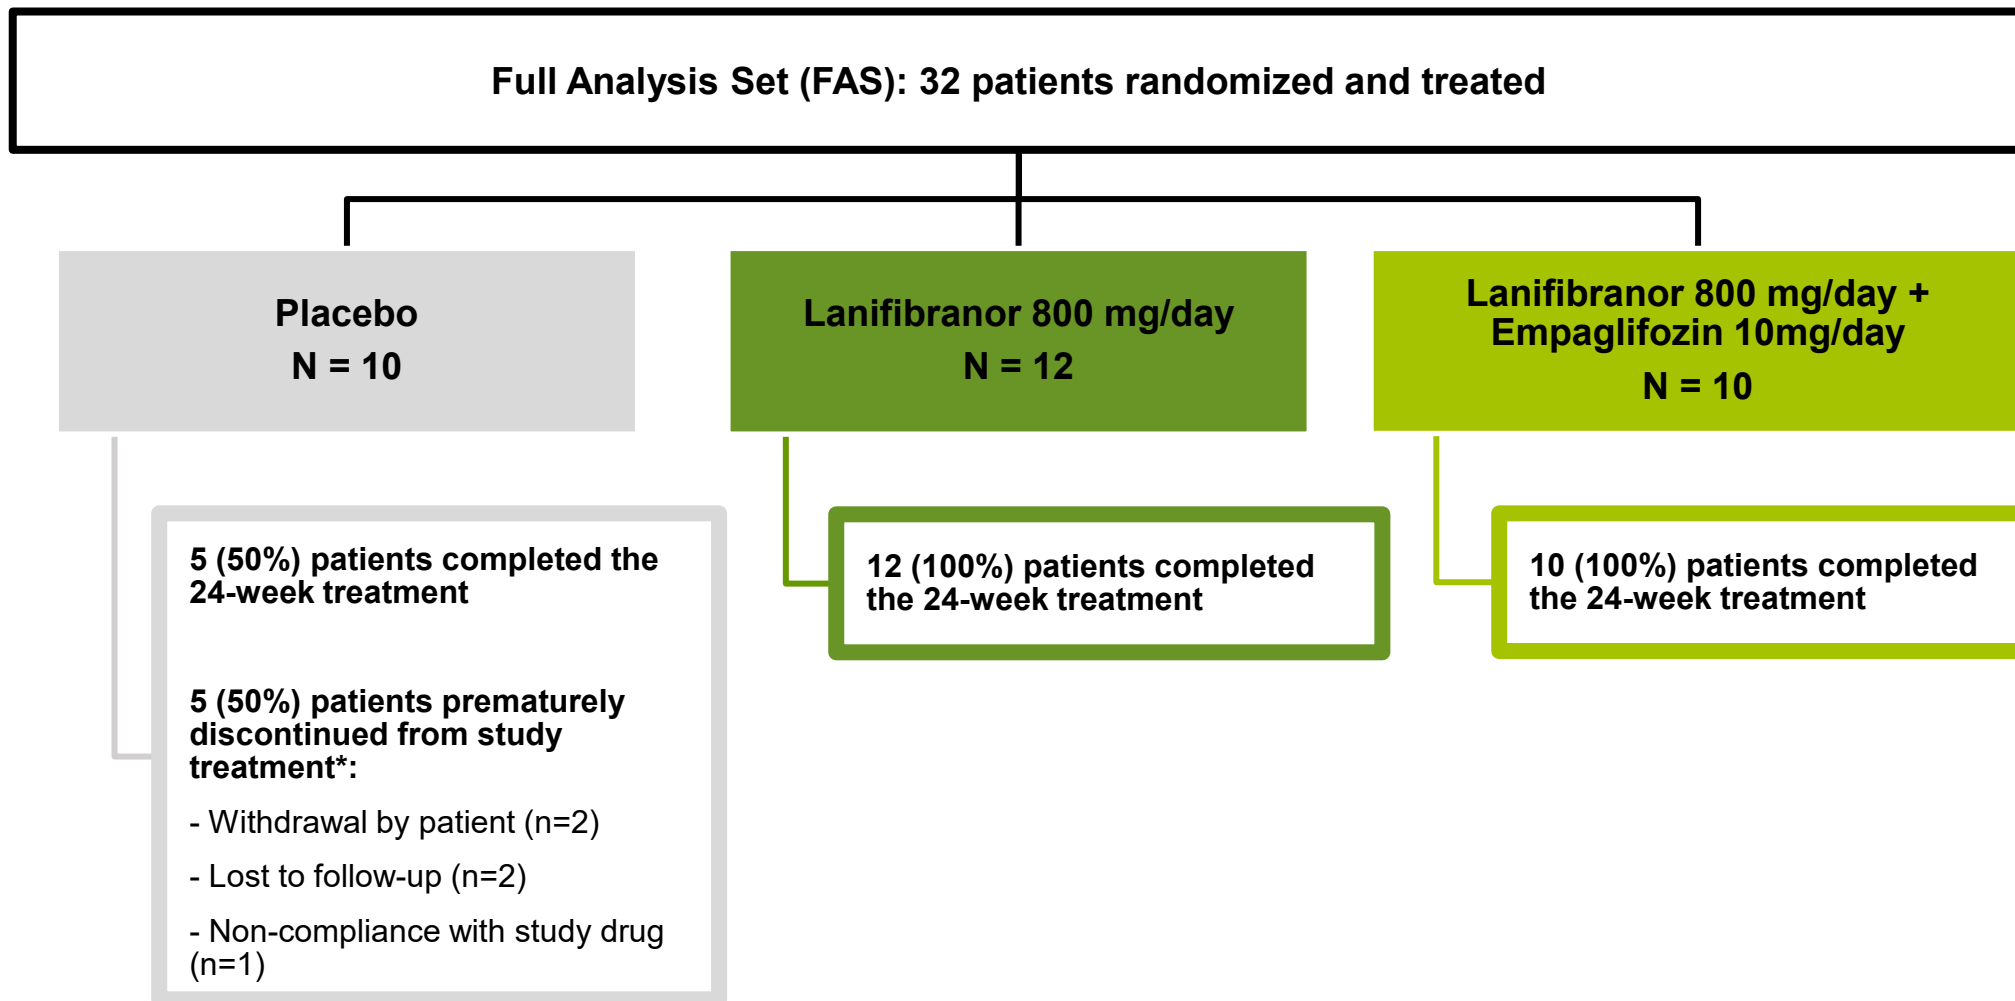 Full Analysis Set (FAS): 32 patients randomized and treated
Placebo
N = 10
Lanifibranor 800 mg/day
N = 12
Lanifibranor 800 mg/day +
Empaglifozin 10mg/day
N = 10
5 (50%) patients completed the
24-week treatment
5 (50%) patients prematurely
discontinued from study
treatment*:
- Withdrawal by patient (n=2)
- Lost to follow-up (n=2)
- Non-compliance with study drug
(n=1)
12 (100%) patients completed
the 24-week treatment
10 (100%) patients completed
the 24-week treatment